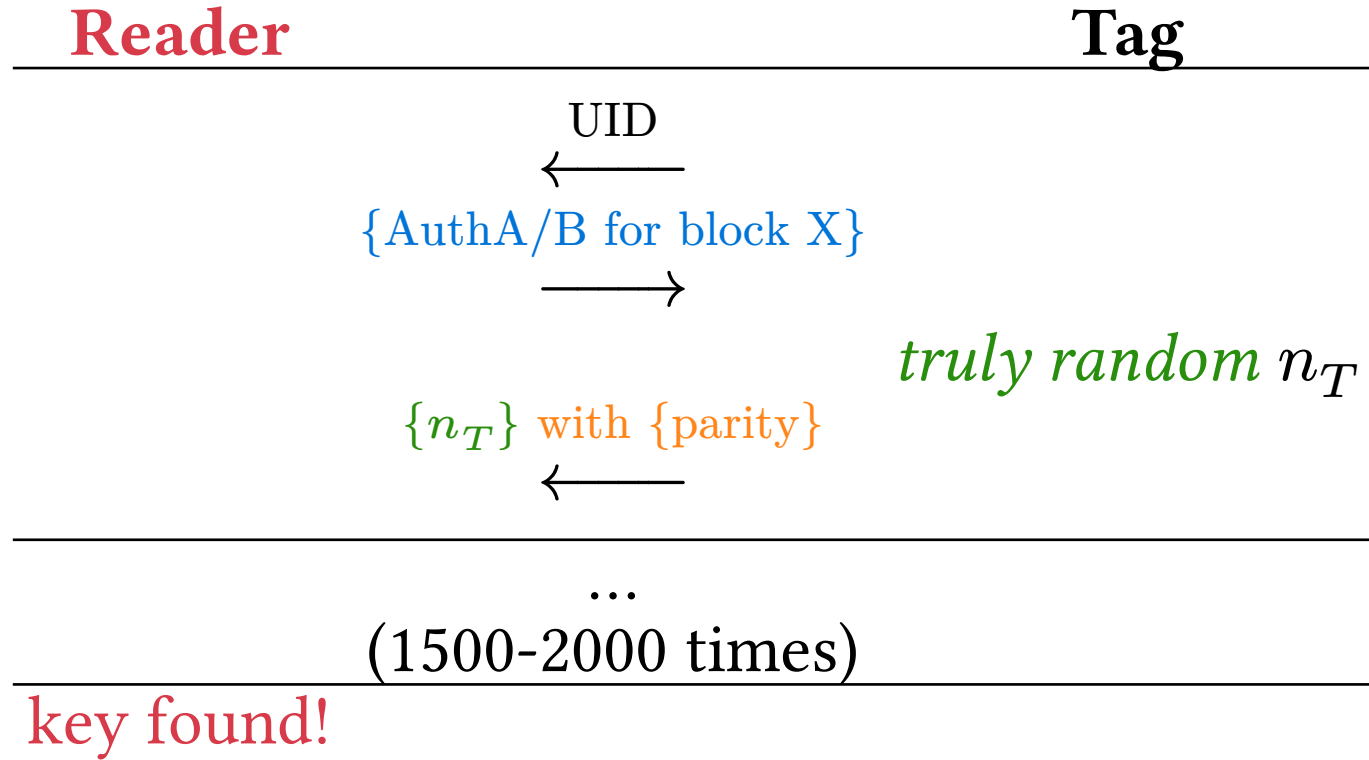 Reader Tag
UID
{AuthA/B for block X}
truly random n_T
{n_T} with {parity}
...
(1500-2000 times)
key found!